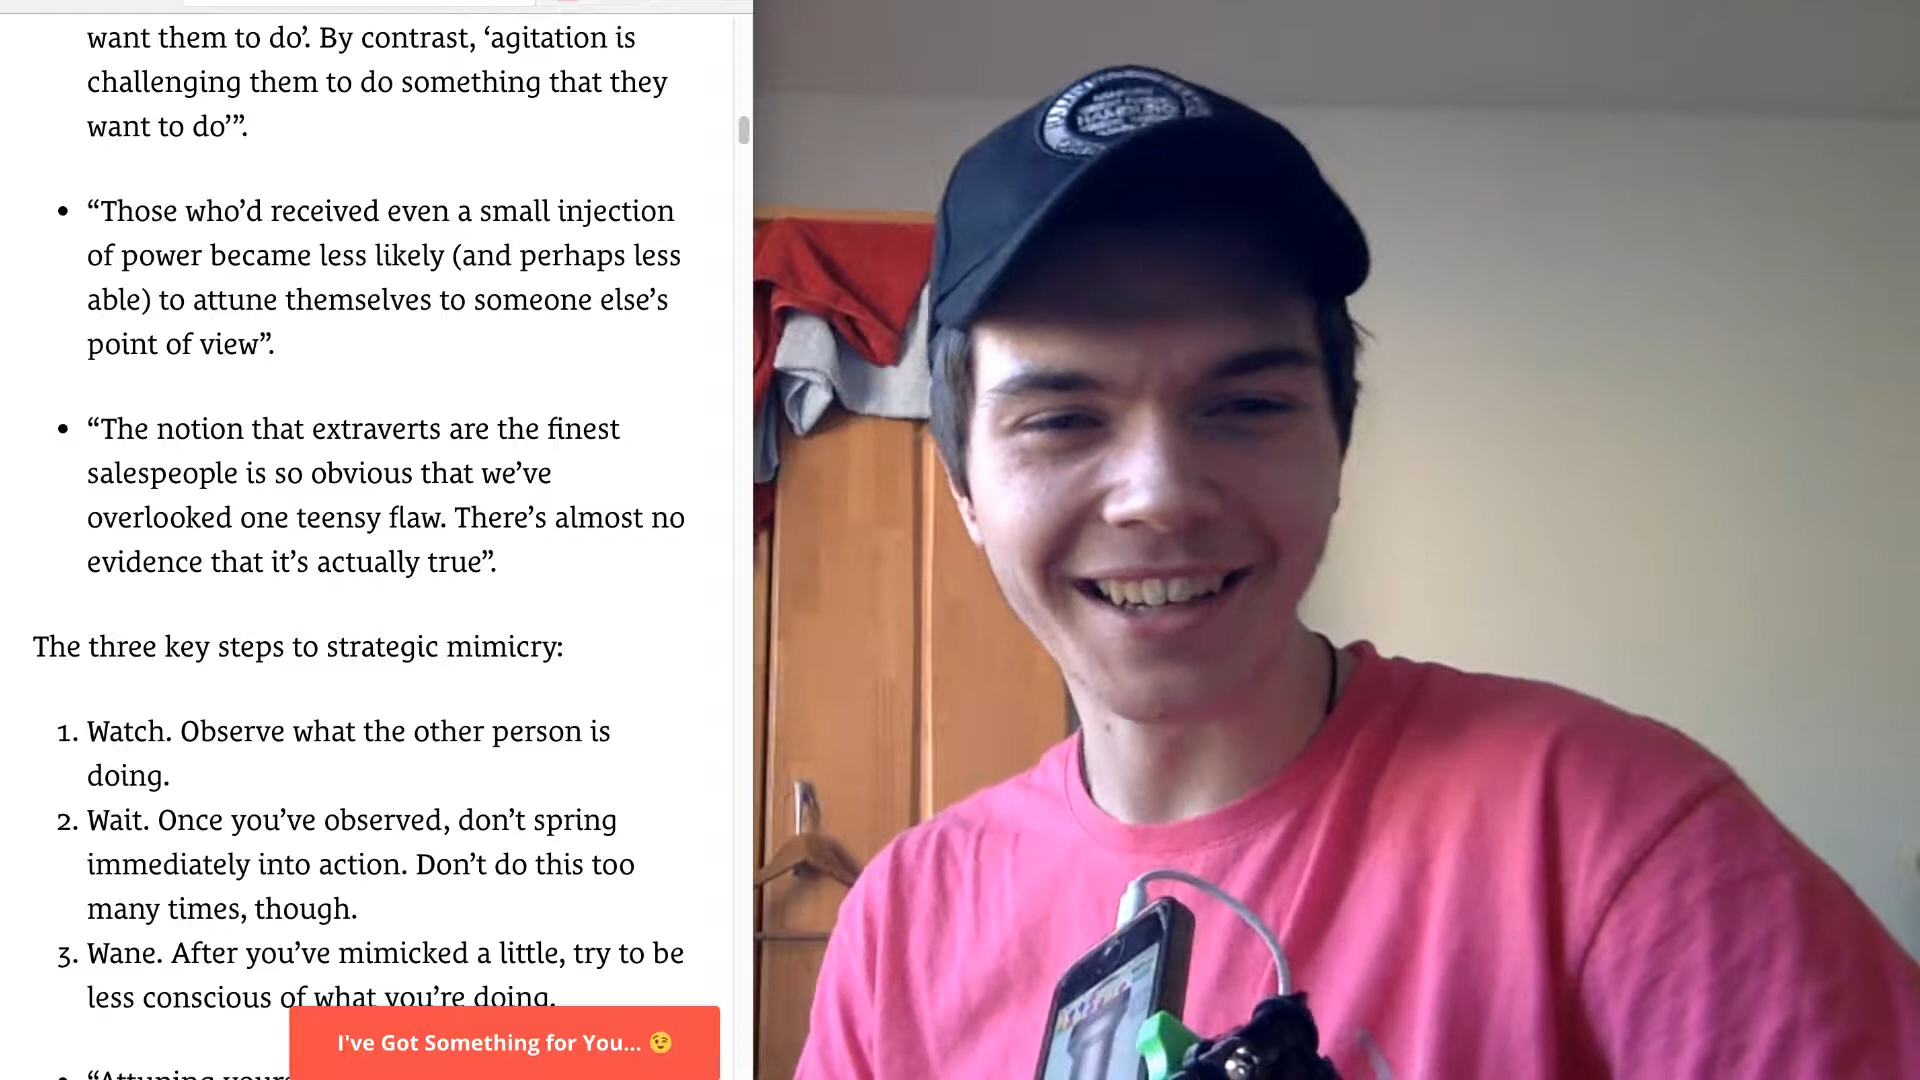 want them to do’. By contrast, ‘agitation is
challenging them to do something that they
want to do’”.
• “Those who’d received even a small injection
of power became less likely (and perhaps less
able) to attune themselves to someone else’s
point of view”.
• “The notion that extraverts are the finest
salespeople is so obvious that we’ve
overlooked one teensy flaw. There’s almost no
evidence that it’s actually true”.
The three key steps to strategic mimicry:
1. Watch. Observe what the other person is
doing.
2. Wait. Once you’ve observed, don’t spring
immediately into action. Don’t do this too
many times, though.
3. Wane. After you’ve mimicked a little, try to be
less conscious of what you’re doing.
I've Got Something for You... 😉
• “Attuning